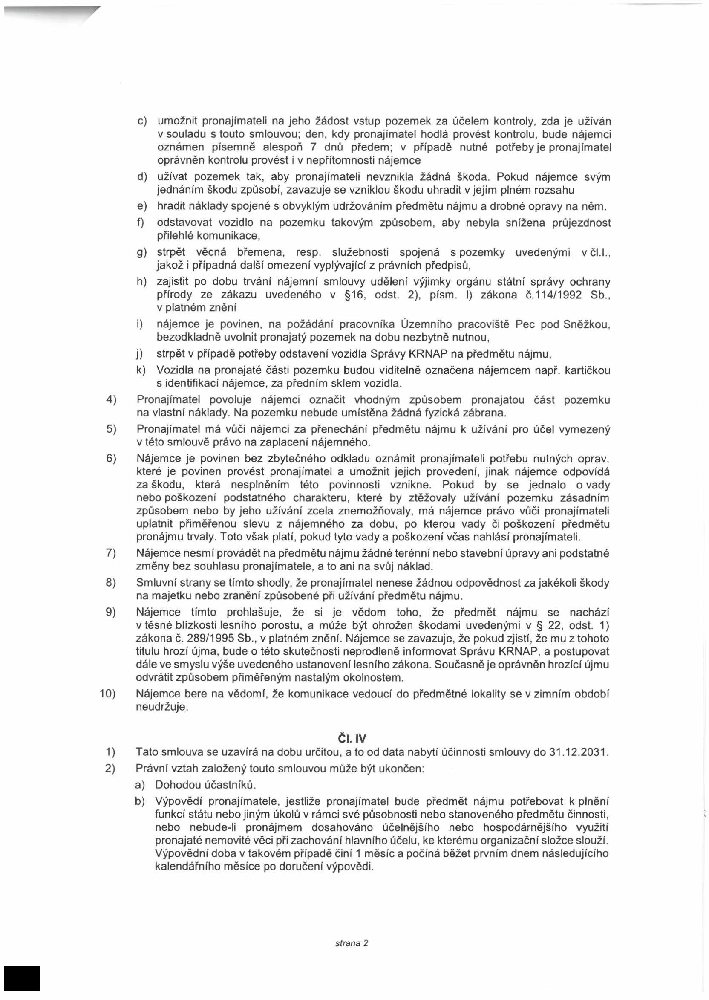 c) umožnit pronajímateli na jeho žádost vstup pozemek za účelem kontroly, zda je užíván
v souladu s touto smlouvou; den, kdy pronajímatel hodlá provést kontrolu, bude nájemci
oznámen písemně alespoň 7 dnů předem; v případě nutné potřeby je pronajímatel
oprávněn kontrolu provést i v nepřítomnosti nájemce
d) užívat pozemek tak, aby pronajímateli nevznikla žádná škoda. Pokud nájemce svým
jednáním škodu způsobí, zavazuje se vzniklou škodu uhradit v jejím plném rozsahu
e) hradit náklady spojené s obvyklým udržováním předmětu nájmu a drobné opravy na něm.
f) odstavovat vozidlo na pozemku takovým způsobem, aby nebyla snížena průjezdnost
přilehlé komunikace,
g) strpět věcná břemena, resp. služebnosti spojená s pozemky uvedenými v čl.I.,
jakož i případná další omezení vyplývající z právních předpisů,
h) zajistit po dobu trvání nájemní smlouvy udělení výjimky orgánu státní správy ochrany
přírody ze zákazu uvedeného v §16, odst. 2), písm. l) zákona č.114/1992 Sb.,
v platném znění
i) nájemce je povinen, na požádání pracovníka Územního pracoviště Pec pod Sněžkou,
bezodkladně uvolnit pronajatý pozemek na dobu nezbytně nutnou,
j) strpět v případě potřeby odstavení vozidla Správy KRNAP na předmětu nájmu,
k) Vozidla na pronajaté části pozemku budou viditelně označena nájemcem např. kartičkou
s identifikací nájemce, za předním sklem vozidla.
4) Pronajímatel povoluje nájemci označit vhodným způsobem pronajatou část pozemku
na vlastní náklady. Na pozemku nebude umístěna žádná fyzická zábrana.
5) Pronajímatel má vůči nájemci za přenechání předmětu nájmu k užívání pro účel vymezený
v této smlouvě právo na zaplacení nájemného.
6) Nájemce je povinen bez zbytečného odkladu oznámit pronajímateli potřebu nutných oprav,
které je povinen provést pronajímatel a umožnit jejich provedení, jinak nájemce odpovídá
za škodu, která nesplněním této povinnosti vznikne. Pokud by se jednalo o vady
nebo poškození podstatného charakteru, které by ztěžovaly užívání pozemku zásadním
způsobem nebo by jeho užívání zcela znemožňovaly, má nájemce právo vůči pronajímateli
uplatnit přiměřenou slevu z nájemného za dobu, po kterou vady či poškození předmětu
pronájmu trvaly. Toto však platí, pokud tyto vady a poškození včas nahlásí pronajímateli.
7) Nájemce nesmí provádět na předmětu nájmu žádné terénní nebo stavební úpravy ani podstatné
změny bez souhlasu pronajímatele, a to ani na svůj náklad.
8) Smluvní strany se tímto shodly, že pronajímatel nenese žádnou odpovědnost za jakékoli škody
na majetku nebo zranění způsobené při užívání předmětu nájmu.
9) Nájemce tímto prohlašuje, že si je vědom toho, že předmět nájmu se nachází
v těsné blízkosti lesního porostu, a může být ohrožen škodami uvedenými v § 22, odst. 1)
zákona č. 289/1995 Sb., v platném znění. Nájemce se zavazuje, že pokud zjistí, že mu z tohoto
titulu hrozí újma, bude o této skutečnosti neprodleně informovat Správu KRNAP, a postupovat
dále ve smyslu výše uvedeného ustanovení lesního zákona. Současně je oprávněn hrozící újmu
odvrátit způsobem přiměřeným nastalým okolnostem.
10) Nájemce bere na vědomí, že komunikace vedoucí do předmětné lokality se v zimním období
neudržuje.
Čl. IV
1) Tato smlouva se uzavírá na dobu určitou, a to od data nabytí účinnosti smlouvy do 31.12.2031.
2) Právní vztah založený touto smlouvou může být ukončen:
a) Dohodou účastníků.
b) Výpovědí pronajímatele, jestliže pronajímatel bude předmět nájmu potřebovat k plnění
funkcí státu nebo jiným úkolů v rámci své působnosti nebo stanoveného předmětu činnosti,
nebo nebude-li pronájmem dosahováno účelnějšího nebo hospodárnějšího využití
pronajaté nemovité věci při zachování hlavního účelu, ke kterému organizační složce slouží.
Výpovědní doba v takovém případě činí 1 měsíc a počíná běžet prvním dnem následujícího
kalendářního měsíce po doručení výpovědi.
strana 2